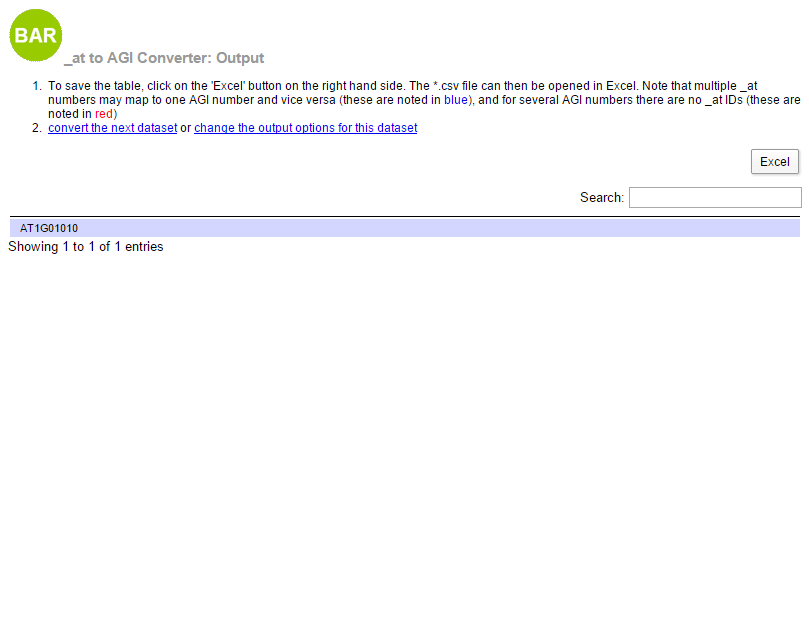 BAR
_at to AGI Converter: Output
1. To save the table, click on the 'Excel' button on the right hand side. The *.csv file can then be opened in Excel. Note that multiple _at
numbers may map to one AGI number and vice versa (these are noted in blue), and for several AGI numbers there are no _at IDs (these are
noted in red)
2. convert the next dataset or change the output options for this dataset
Excel
Search:
AT1G01010
Showing 1 to 1 of 1 entries